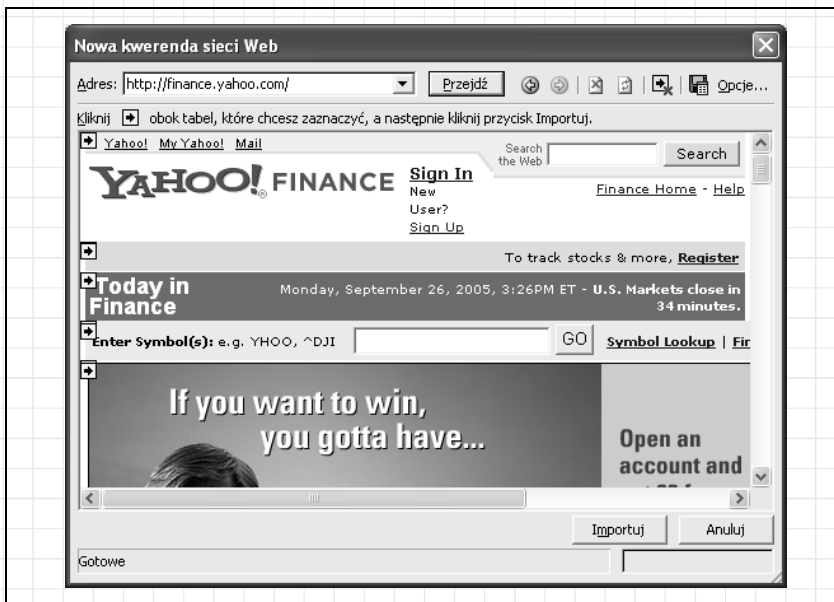 Nowa kwerenda sieci Web
Adres: http://finance.yahoo.com/ Przejdź Opcje...
Kliknij obok tabel, które chcesz zaznaczyć, a następnie kliknij przycisk Importuj.
Yahoo! My Yahoo! Mail
Search the Web Search
YAHOO! FINANCE
Sign In
New
User?
Sign Up
Finance Home - Help
To track stocks & more, Register
Today in
Finance
Monday, September 26, 2005, 3:26PM ET - U.S. Markets close in
34 minutes.
Enter Symbol(s): e.g. YHOO, ^DJI GO Symbol Lookup | Fin
If you want to win,
you gotta have...
Open an
account and
Importuj Anuluj
Gotowe